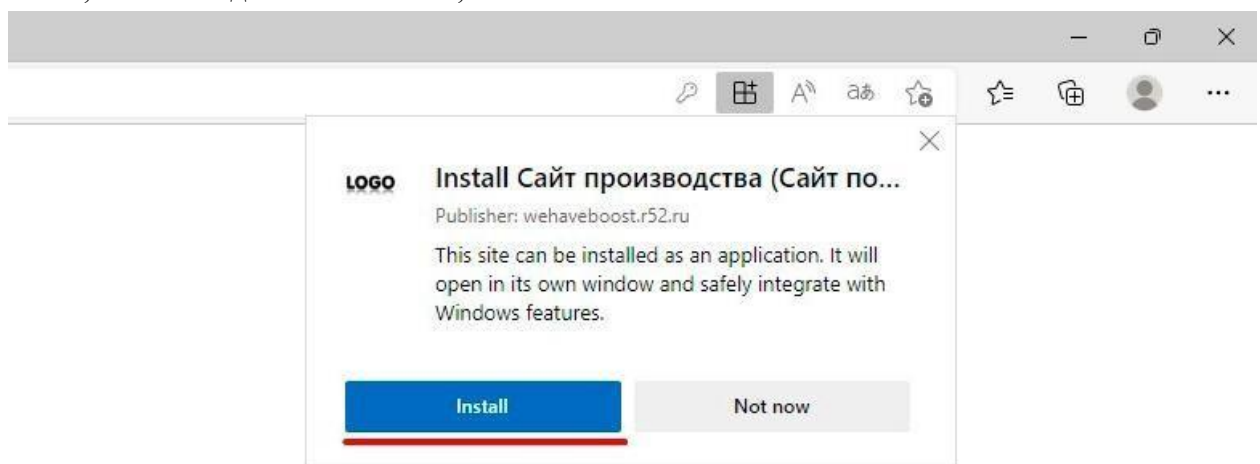 LOGO
Install Сайт производства (Сайт по...
Publisher: wehaveboost.r52.ru
This site can be installed as an application. It will
open in its own window and safely integrate with
Windows features.
Install Not now